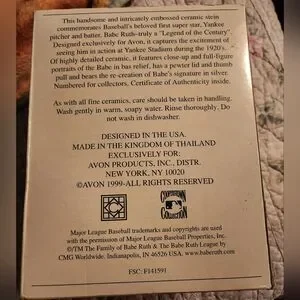 This handsome and intricately embossed ceramic stein
commemorates Baseball's beloved first super star, Yankee
pitcher and batter, Babe Ruth-truly a "Legend of the Century".
Designed exclusively for Avon, it captures the excitement of
seeing him in action at Yankee Stadium during the 1920's.
Of highly detailed ceramic, it features close-up and full-figure
portraits of the Babe in bas relief, has a pewter lid and thumb
pull and bears the re-creation of Babe's signature in silver.
Numbered for collectors. Certificate of Authenticity inside.
As with all fine ceramics, care should be taken in handling.
Wash gently in warm, soapy water. Rinse thoroughly. Do
not wash in dishwasher.
DESIGNED IN THE USA.
MADE IN THE KINGDOM OF THAILAND
EXCLUSIVELY FOR:
AVON PRODUCTS, INC., DISTR.
NEW YORK, NY 10020
©AVON 1999-ALL RIGHTS RESERVED
COOPERSTOWN
COLLECTION
Major League Baseball trademarks and copyrights are used
with the permission of Major League Baseball Properties, Inc.
©/TM The Family of Babe Ruth & The Babe Ruth League by
CMG Worldwide. Indianapolis, IN 46526 USA. www.baberuth.com
FSC: F141591